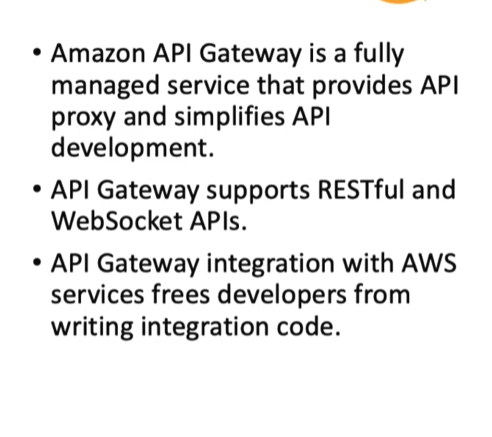 • Amazon API Gateway is a fully
managed service that provides API
proxy and simplifies API
development.
• API Gateway supports RESTful and
WebSocket APIs.
• API Gateway integration with AWS
services frees developers from
writing integration code.